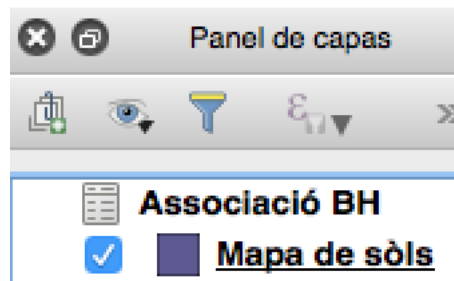 Panel de capas
ε
»
Associació BH
Mapa de sòls